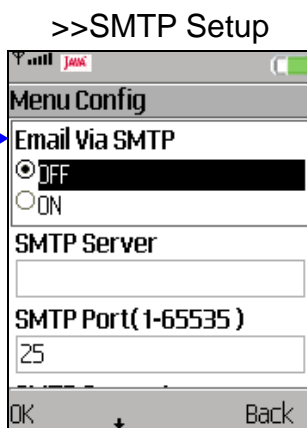 >>SMTP Setup
JAVA
Menu Config
Email Via SMTP
OFF
ON
SMTP Server
SMTP Port(1-65535 )
25
OK
Back